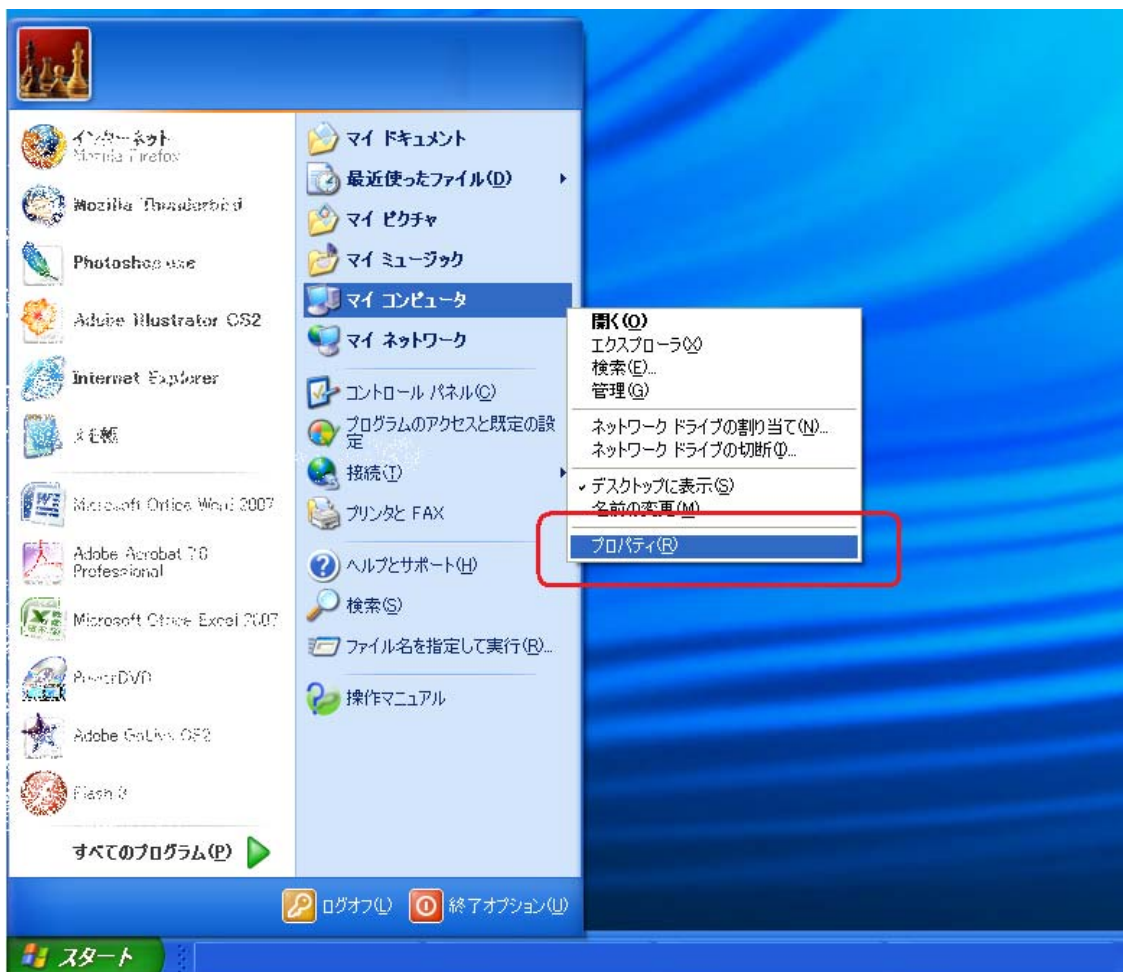 インターネット
Mozilla Firefox
Mozilla Thunderbird
Photoshop.exe
Adobe Illustrator CS2
Internet Explorer
メモ帳
Microsoft Office Word 2007
Adobe Acrobat 7.0
Professional
Microsoft Office Excel 2007
PowerDVD
Adobe GoLive CS2
Flash 8
すべてのプログラム(P)
マイ ドキュメント
最近使ったファイル(D)
マイ ピクチャ
マイ ミュージック
マイ コンピュータ
マイ ネットワーク
コントロール パネル(C)
プログラムのアクセスと既定の設
定
接続(T)
プリンタと FAX
ヘルプとサポート(H)
検索(S)
ファイル名を指定して実行(R)...
操作マニュアル
開く(O)
エクスプローラ(X)
検索(E)...
管理(G)
ネットワーク ドライブの割り当て(N)...
ネットワーク ドライブの切断(I)...
デスクトップに表示(S)
名前の変更(M)
プロパティ(R)
ログオフ(L)
終了オプション(U)
スタート